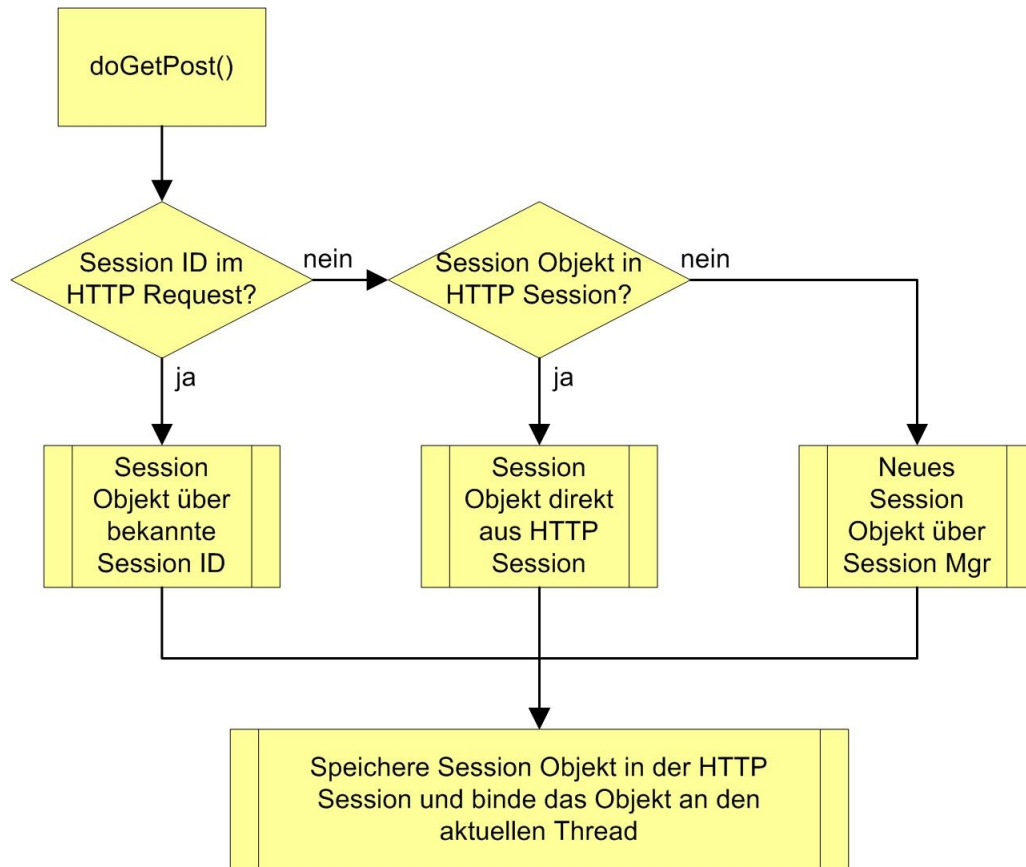 doGetPost()
Session ID im
HTTP Request?
nein
Session Objekt in
HTTP Session?
nein
ja
ja
Session
Objekt über
bekannte
Session ID
Session
Objekt direkt
aus HTTP
Session
Neues
Session
Objekt über
Session Mgr
Speichere Session Objekt in der HTTP
Session und binde das Objekt an den
aktuellen Thread